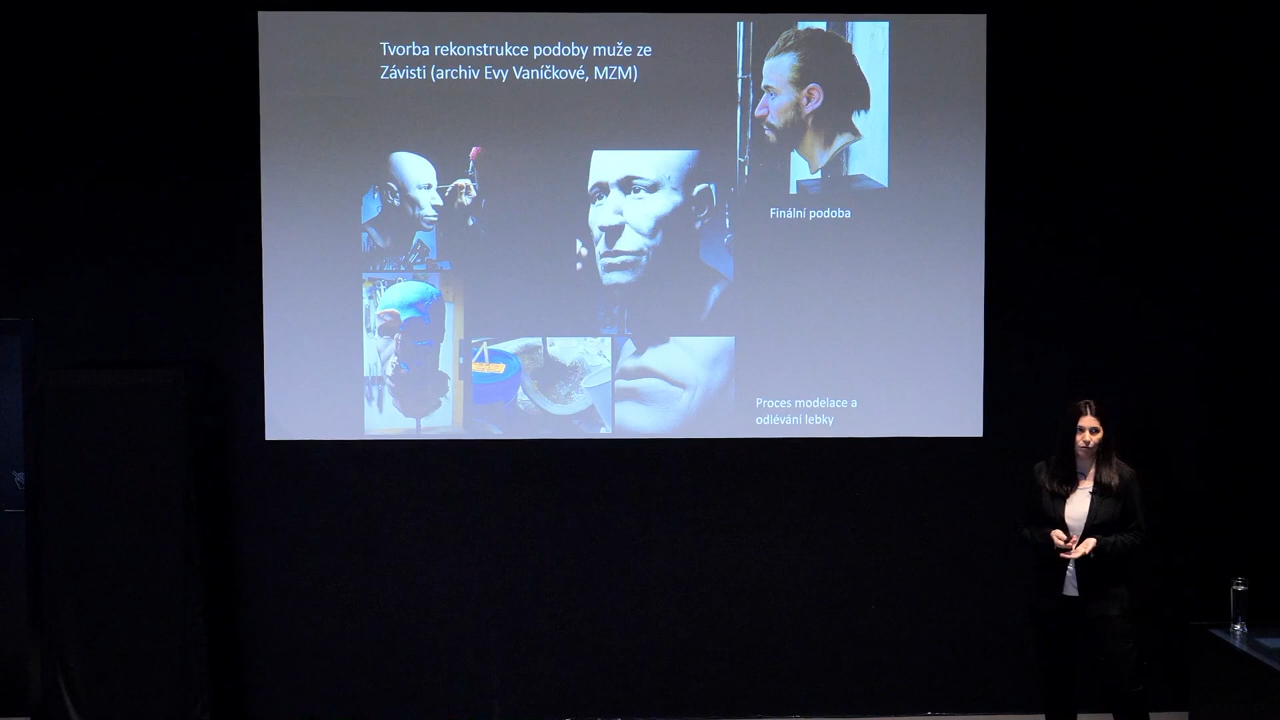 Tvorba rekonstrukce podoby muže ze
Závisti (archiv Evy Vaníčkové, MZM)
Finální podoba
Proces modelace a
odlévání lebky